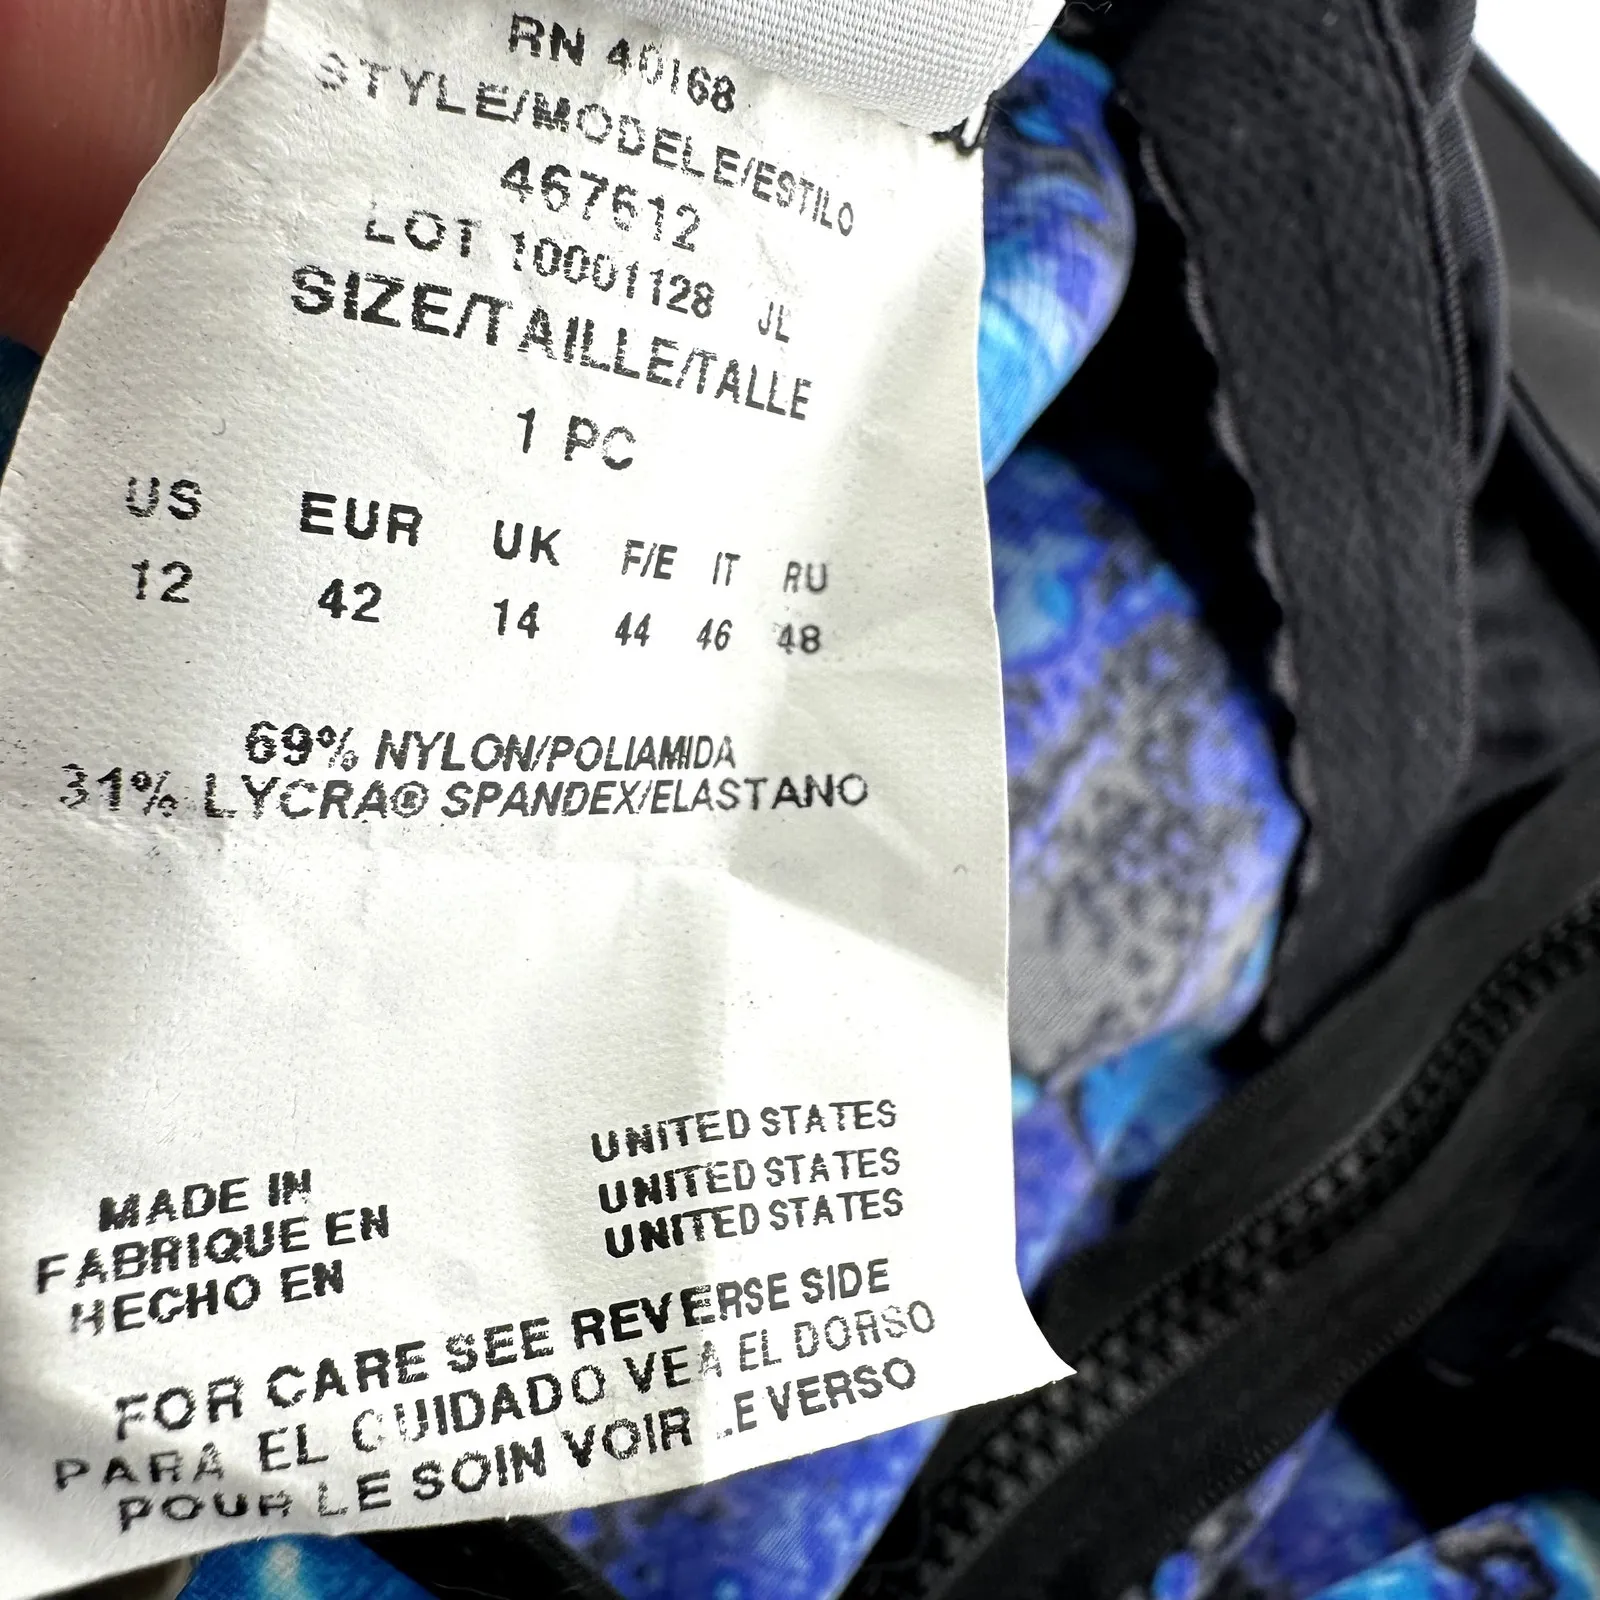 RN 40168
STYLE/MODELE/ESTILO
467612
LOT 10001128 JL
SIZE/TAILLE/TALLE
1 PC
US EUR UK F/E IT RU
12 42 14 44 46 48
69% NYLON/POLIAMIDA
31% LYCRA® SPANDEX/ELASTANO
MADE IN UNITED STATES
FABRIQUE EN UNITED STATES
HECHO EN UNITED STATES
FOR CARE SEE REVERSE SIDE
PARA EL CUIDADO VEA EL DORSO
POUR LE SOIN VOIR LE VERSO